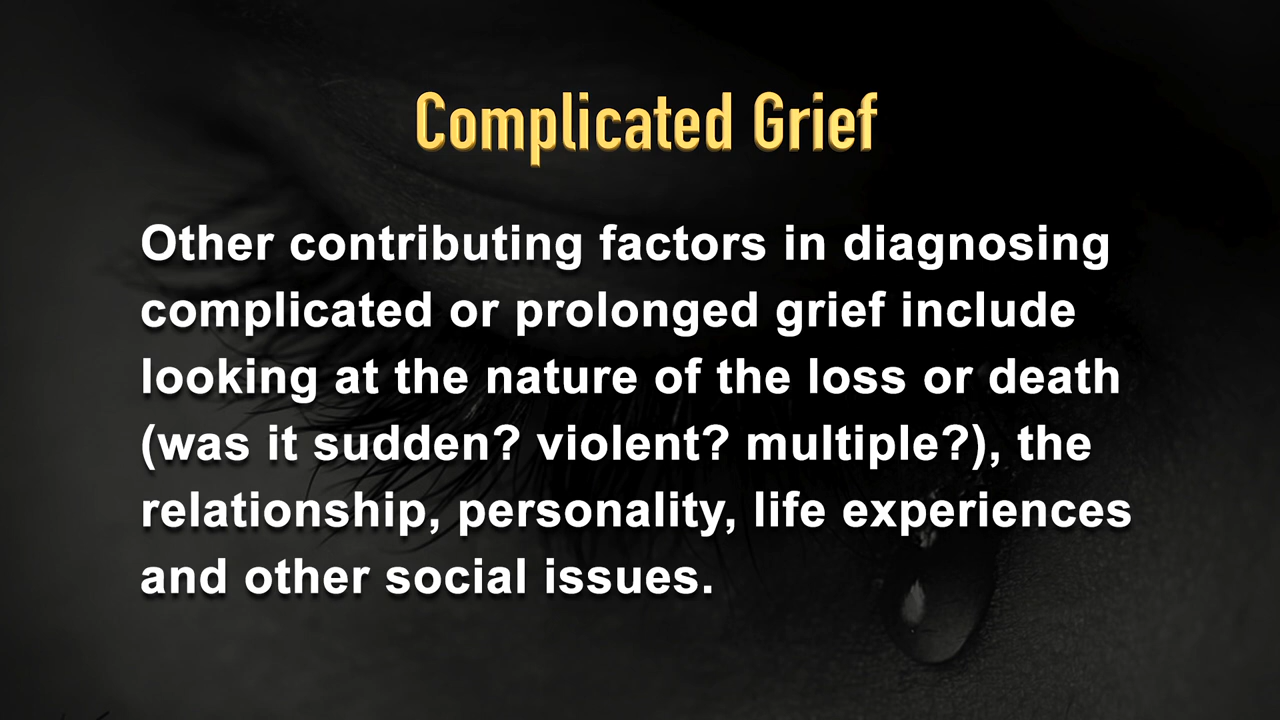 Complicated Grief
Other contributing factors in diagnosing
complicated or prolonged grief include
looking at the nature of the loss or death
(was it sudden? violent? multiple?), the
relationship, personality, life experiences
and other social issues.